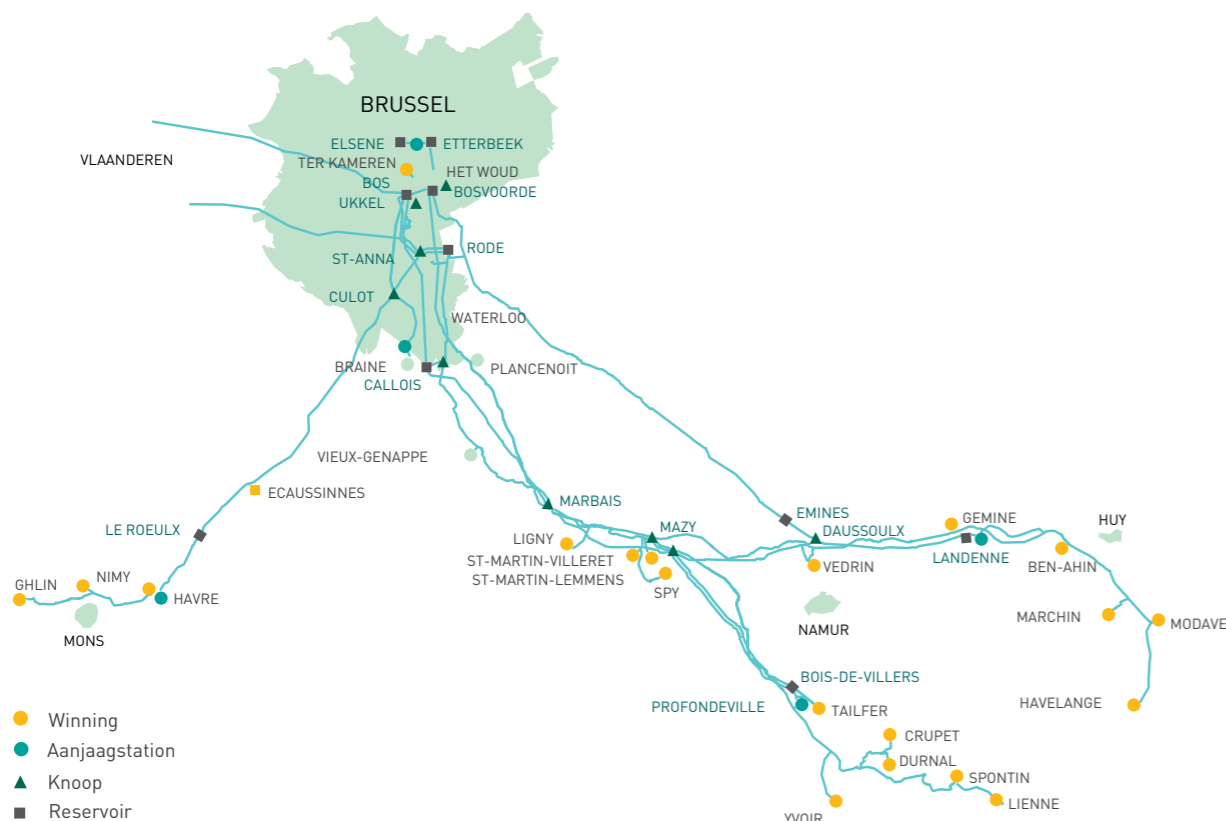 BRUSSEL
ELSENE
ETTERBEEK
VLAANDEREN
TER KAMEREN
HET WOUD
BOS
BOSVOORDE
UKKEL
RODE
ST-ANNA
CULOT
WATERLOO
BRAINE
PLANCENOIT
CALLOIS
VIEUX-GENAPPE
ECAUSSINNES
MARBAIS
LE ROEULX
EMINES
GEMINE
MAZY
DAUSSOULX
HUY
LIGNY
ST-MARTIN-VILLERET
LANDENNE
BEN-AHIN
ST-MARTIN-LEMMENS
VEDRIN
SPY
GHLIN
NIMY
HAVRE
MARCHIN
MODAVE
NAMUR
MONS
BOIS-DE-VILLERS
HAVELANGE
PROFONDEVILLE
TAILFER
CRUPET
DURNAL
SPONTIN
LIENNE
YVOIR
Winning
Aanjaagstation
Knoop
Reservoir